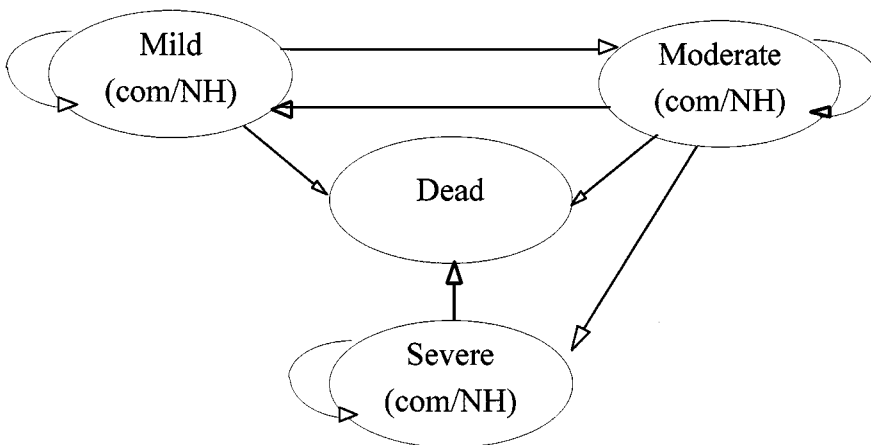 Mild
(com/NH)
Moderate
(com/NH)
Dead
Severe
(com/NH)